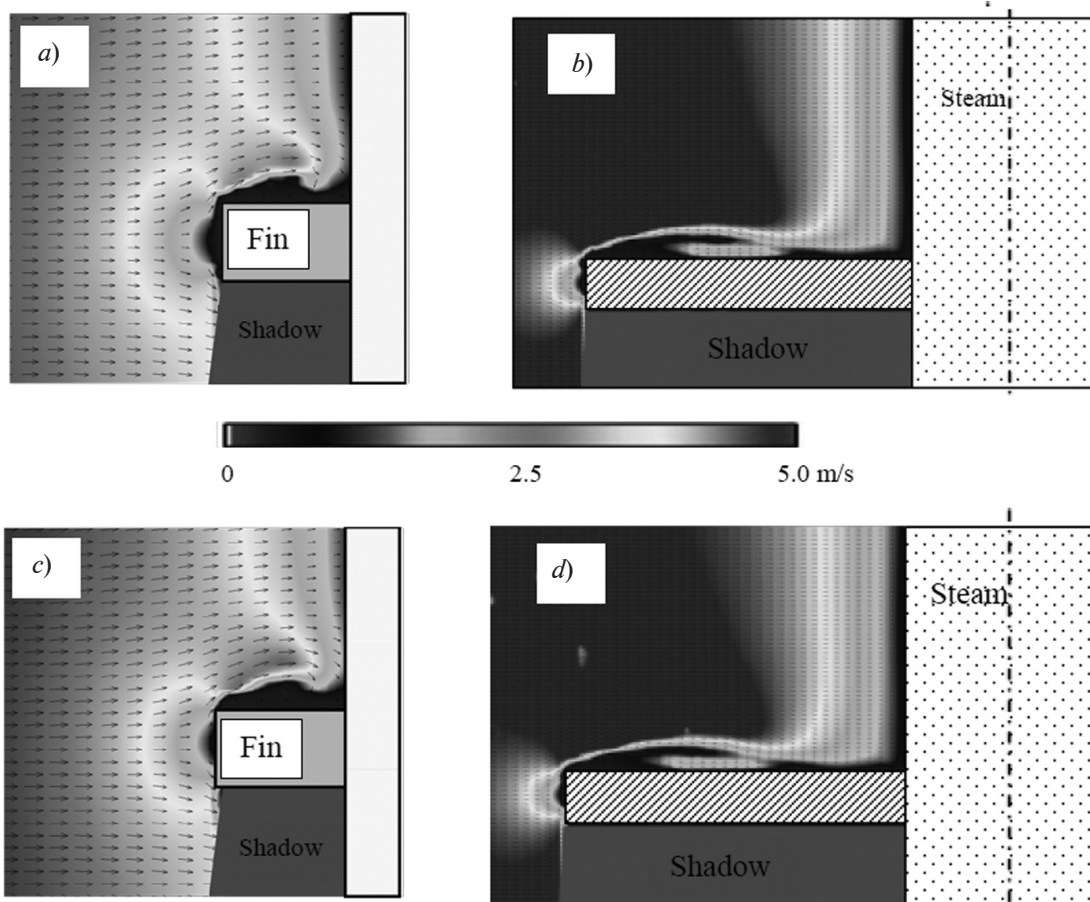 a)
b)
Steam
Fin
Shadow
Shadow
0 2.5 5.0 m/s
c)
d)
Steam
Fin
Shadow
Shadow